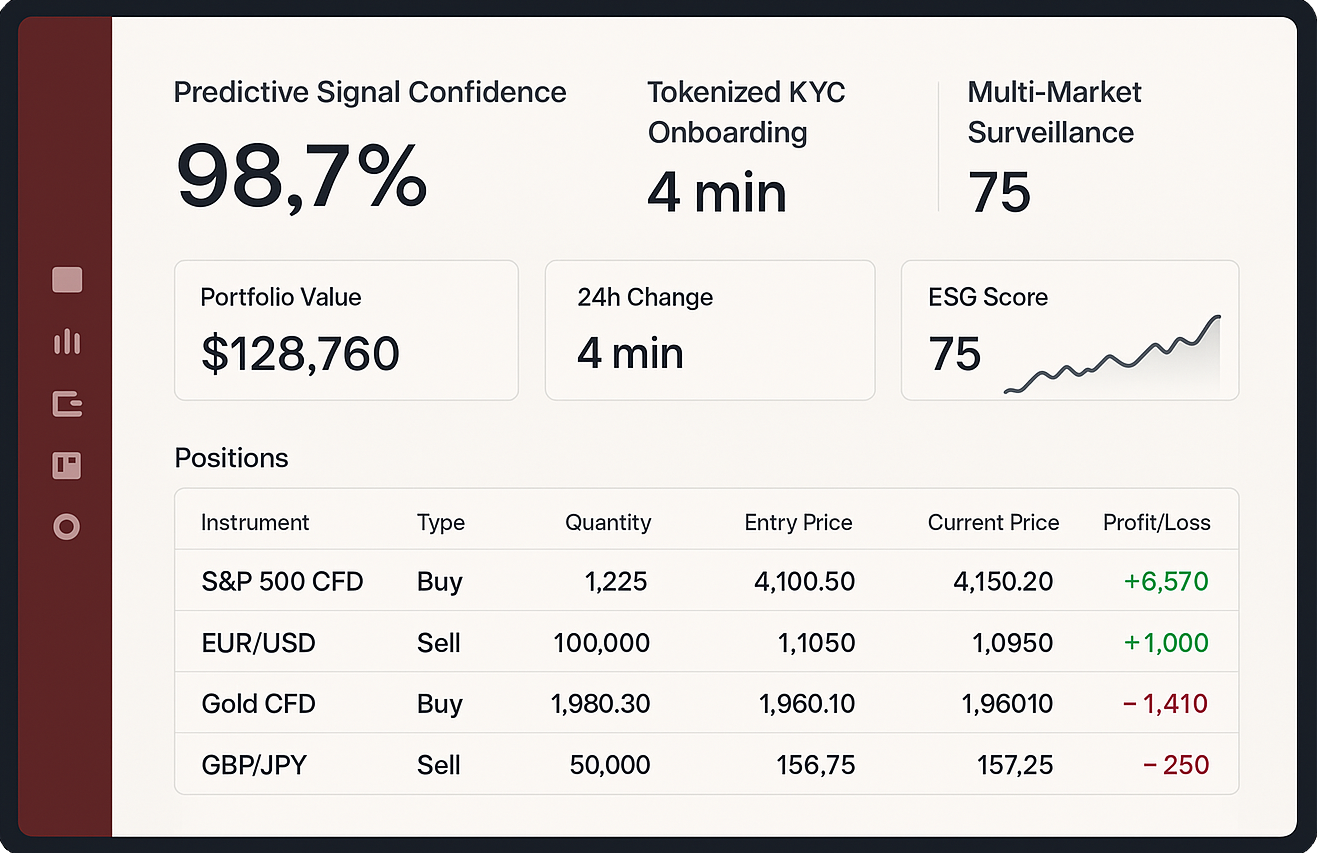 Predictive Signal Confidence
98,7%
Tokenized KYC
Onboarding
4 min
Multi-Market
Surveillance
75
Portfolio Value
$128,760
24h Change
4 min
ESG Score
75
Positions
Instrument Type Quantity Entry Price Current Price Profit/Loss
S&P 500 CFD Buy 1,225 4,100.50 4,150.20 +6,570
EUR/USD Sell 100,000 1,1050 1,0950 +1,000
Gold CFD Buy 1,980.30 1,960.10 1,96010 −1,410
GBP/JPY Sell 50,000 156,75 157,25 −250